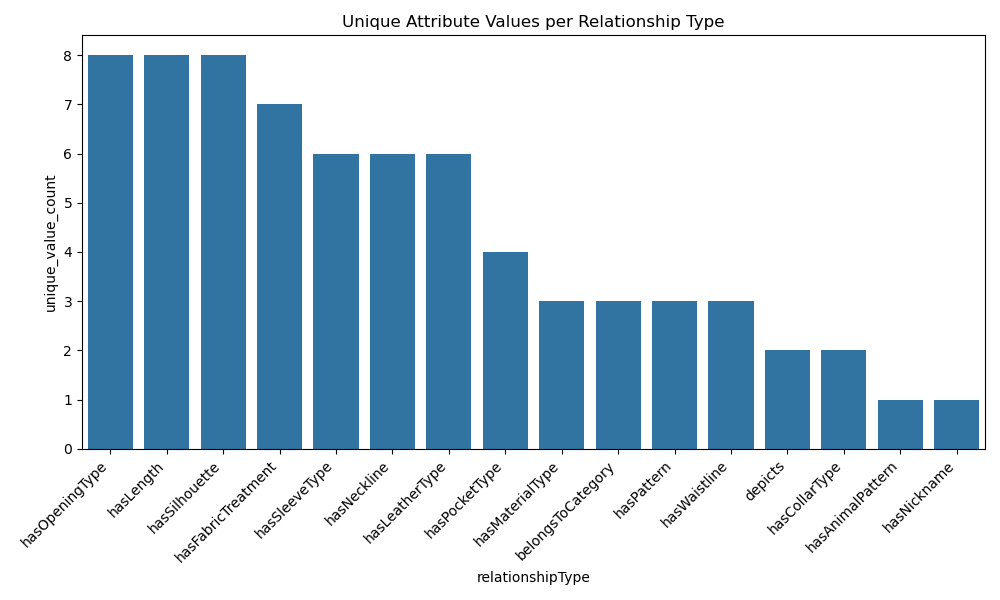 Unique Attribute Values per Relationship Type
unique_value_count
8
7
6
5
4
3
2
1
0
hasOpeningType
hasLength
hasSilhouette
hasFabricTreatment
hasSleeveType
hasNeckline
hasLeatherType
hasPocketType
hasMaterialType
belongsToCategory
hasPattern
hasWaistline
depicts
hasCollarType
hasAnimalPattern
hasNickname
relationshipType